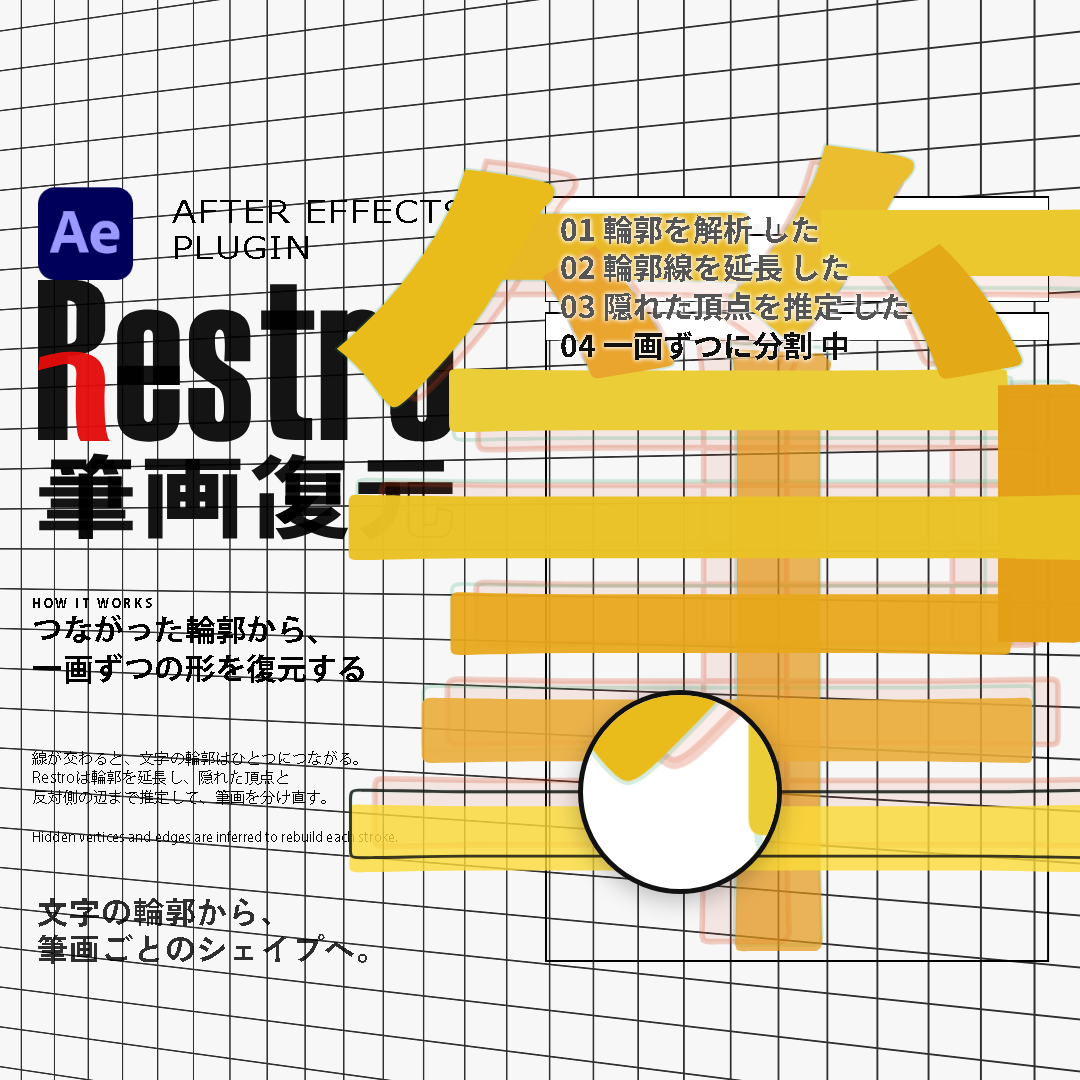 Ae
AFTER EFFECTS
PLUGIN
Restro
筆画復元
01 輪郭を解析 した
02 輪郭線を延長 した
03 隠れた頂点を推定 した
04 一画ずつに分割 中
HOW IT WORKS
つながった輪郭から、
一画ずつの形を復元する
線が交わると、文字の輪郭はひとつにつながる。
Restroは輪郭を延長し、隠れた頂点と
反対側の辺まで推定して、筆画を分け直す。
Hidden vertices and edges are inferred to rebuild each stroke.
文字の輪郭から、
筆画ごとのシェイプへ。
筆